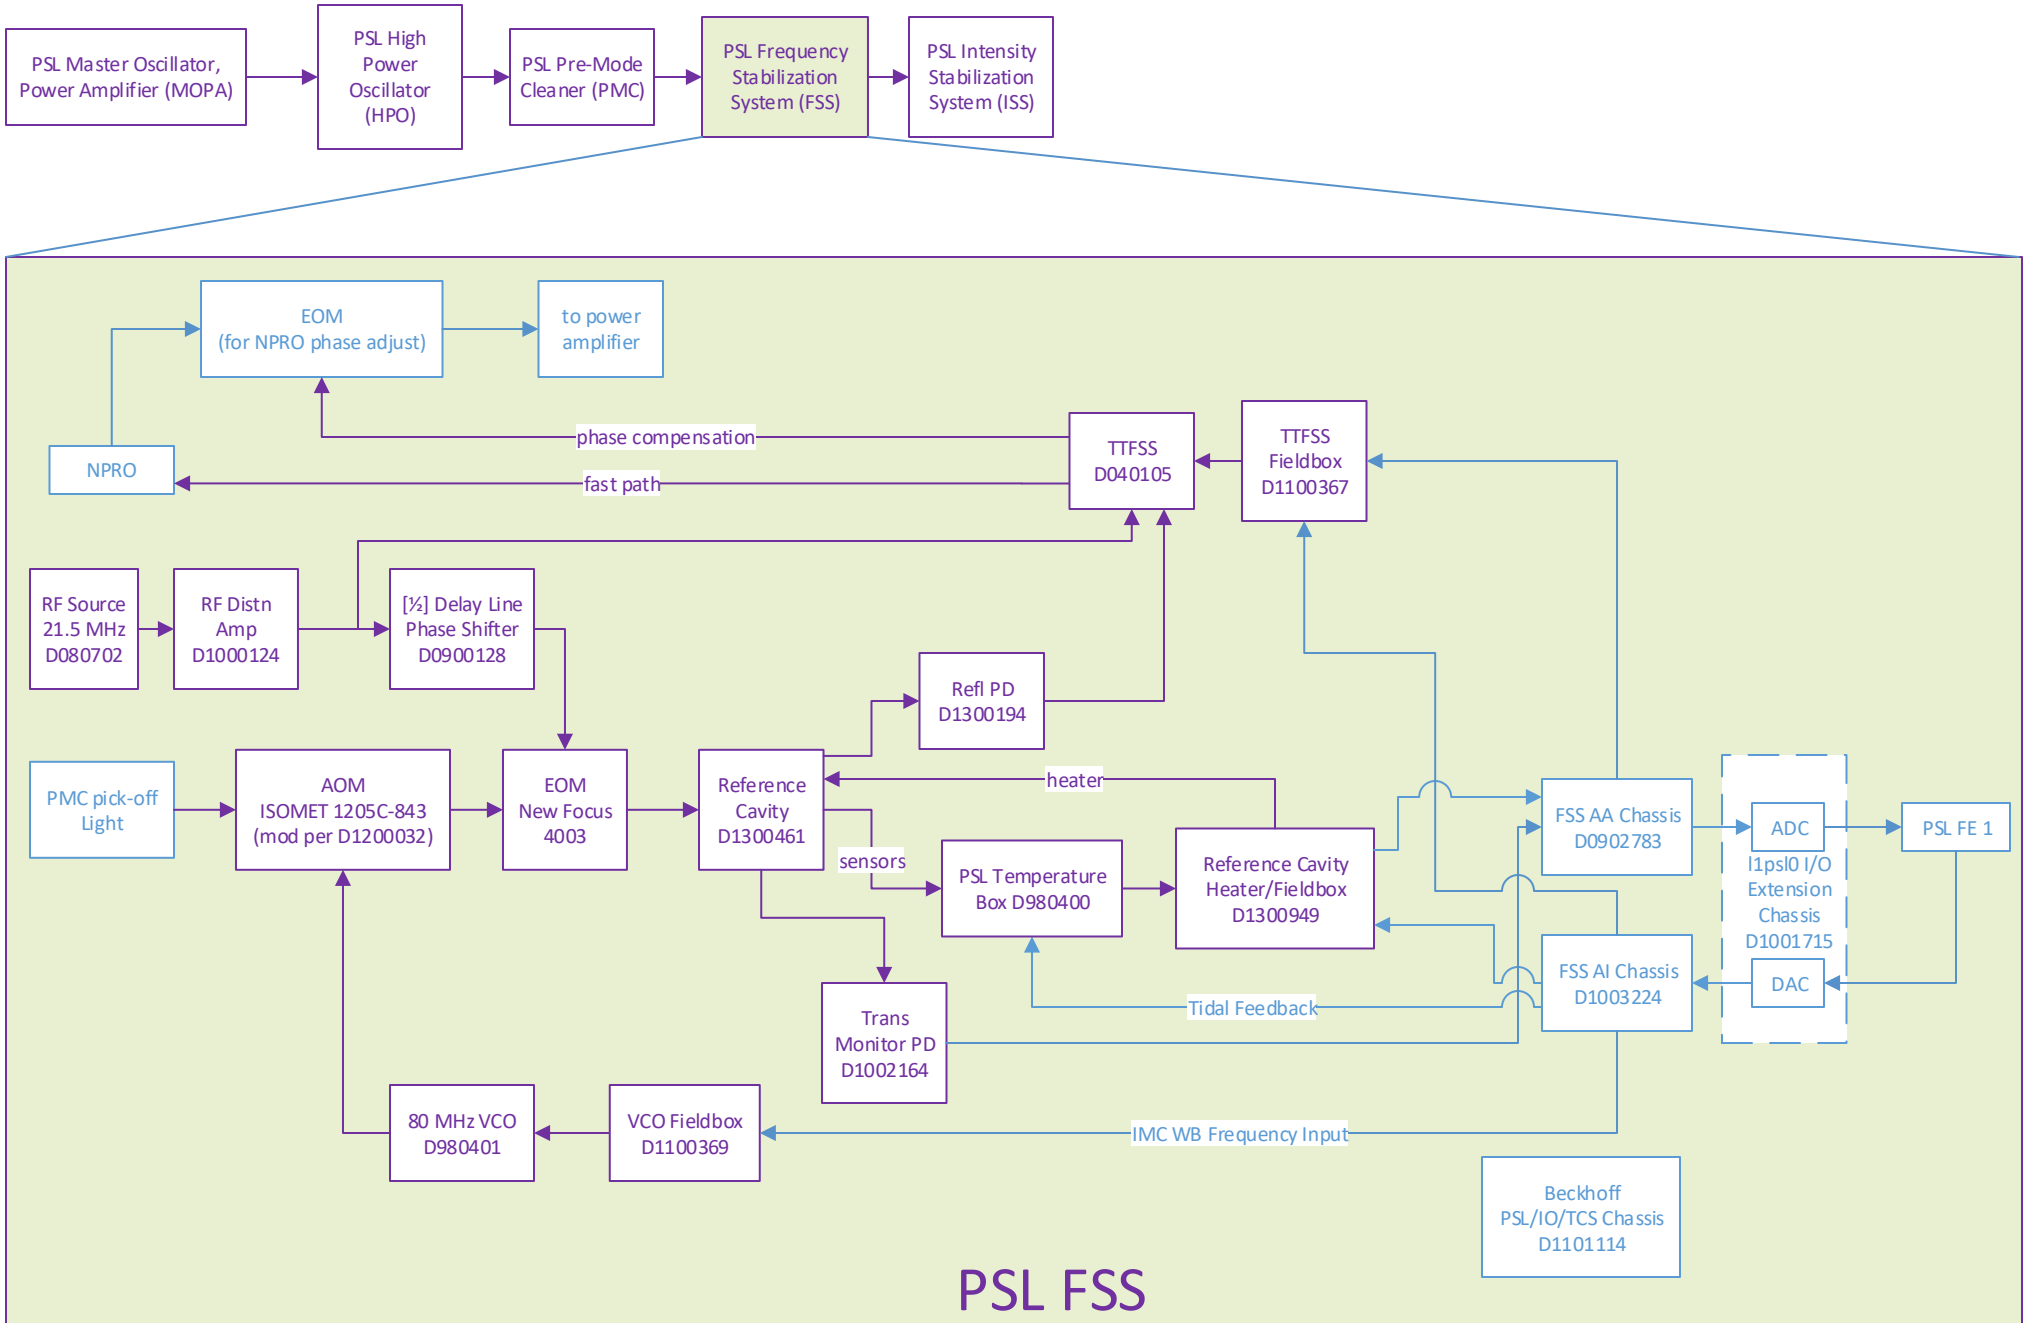 PSL Master Oscillator,
Power Amplifier (MOPA)
PSL High
Power
Oscillator
(HPO)
PSL Pre-Mode
Cleaner (PMC)
PSL Frequency
Stabilization
System (FSS)
PSL Intensity
Stabilization
System (ISS)
EOM
(for NPRO phase adjust)
to power
amplifier
NPRO
phase compensation
fast path
TTFSS
D040105
TTFSS
Fieldbox
D1100367
RF Source
21.5 MHz
D080702
RF Distn
Amp
D1000124
[½] Delay Line
Phase Shifter
D0900128
Refl PD
D1300194
PMC pick-off
Light
AOM
ISOMET 1205C-843
(mod per D1200032)
EOM
New Focus
4003
Reference
Cavity
D1300461
heater
sensors
PSL Temperature
Box D980400
Reference Cavity
Heater/Fieldbox
D1300949
FSS AA Chassis
D0902783
ADC
l1psl0 I/O
Extension
Chassis
D1001715
DAC
PSL FE 1
FSS AI Chassis
D1003224
Tidal Feedback
Trans
Monitor PD
D1002164
80 MHz VCO
D980401
VCO Fieldbox
D1100369
IMC WB Frequency Input
Beckhoff
PSL/IO/TCS Chassis
D1101114
PSL FSS